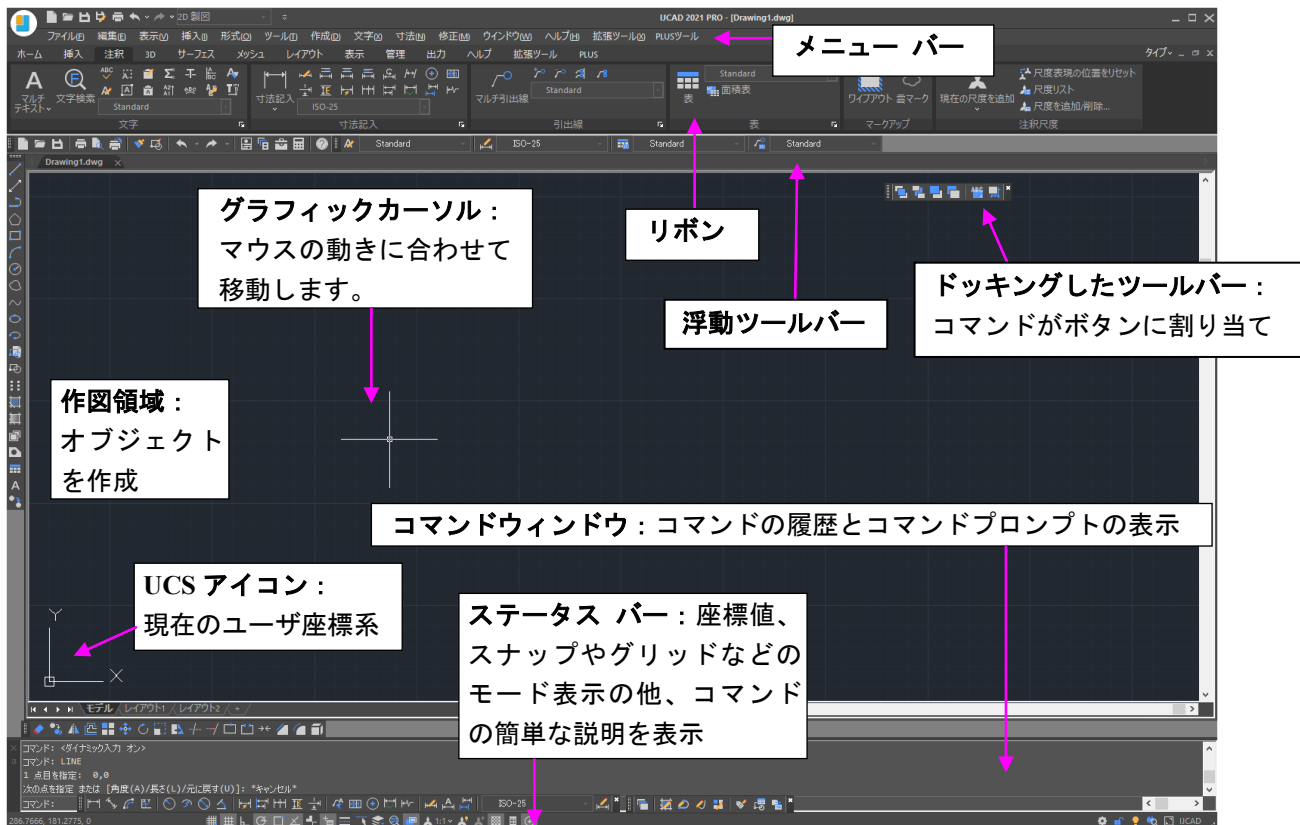 2D 製図
IJCAD 2021 PRO - [Drawing1.dwg]
ファイル(F) 編集(E) 表示(V) 挿入(I) 形式(O) ツール(T) 作成(D) 文字(X) 寸法(N) 修正(M) ウインドウ(W) ヘルプ(H) 拡張ツール(X) PLUSツール
メニュー バー
ホーム 挿入 注釈 3D サーフェス メッシュ レイアウト 表示 管理 出力 ヘルプ 拡張ツール PLUS
タイプ
マルチテキスト
文字検索
Standard
文字
寸法記入
ISO-25
寸法記入
マルチ引出線
Standard
引出線
表
Standard
面積表
表
ワイプアウト 雲マーク
マークアップ
現在の尺度を追加
尺度表現の位置をリセット
尺度リスト
尺度を追加/削除...
注釈尺度
Standard ISO-25 Standard Standard
Drawing1.dwg
グラフィックカーソル：
マウスの動きに合わせて
移動します。
リボン
浮動ツールバー
ドッキングしたツールバー：
コマンドがボタンに割り当て
作図領域：
オブジェクト
を作成
コマンドウィンドウ：コマンドの履歴とコマンドプロンプトの表示
UCS アイコン：
現在のユーザ座標系
ステータス バー：座標値、
スナップやグリッドなどの
モード表示の他、コマンド
の簡単な説明を表示
Y
X
モデル レイアウト1 レイアウト2 +
コマンド: <ダイナミック入力 オン>
コマンド: LINE
1 点目を指定: 0,0
次の点を指定 または [角度(A)/長さ(L)/元に戻す(U)]: *キャンセル*
コマンド:
ISO-25
286.7666, 181.2775, 0
1:1
IJCAD